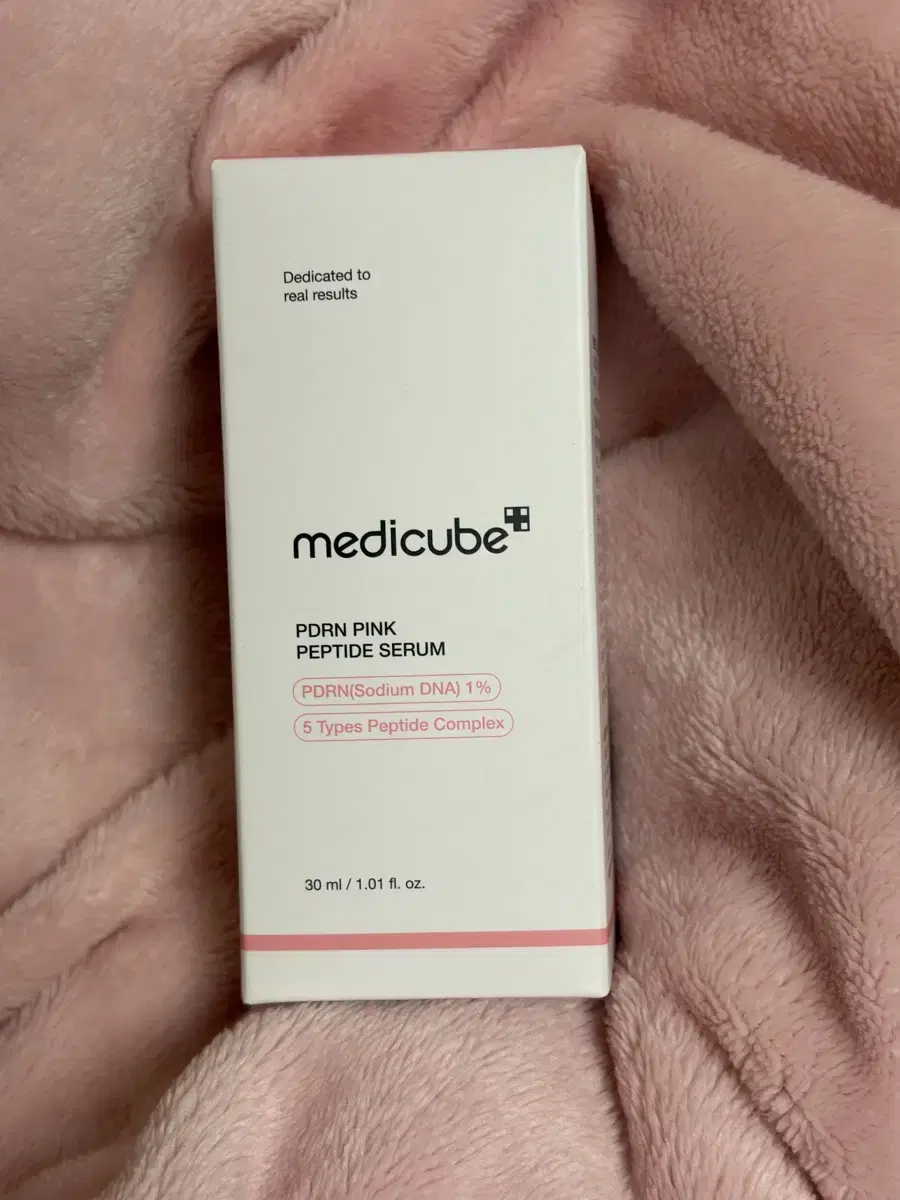 Dedicated to
real results
medicube
PDRN PINK
PEPTIDE SERUM
PDRN(Sodium DNA) 1%
5 Types Peptide Complex
30 ml / 1.01 fl. oz.